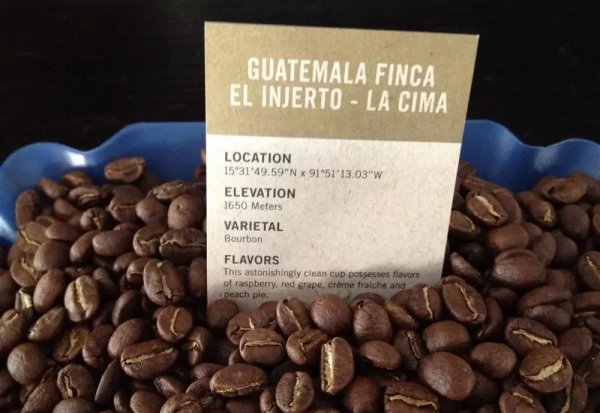 GUATEMALA FINCA
EL INJERTO - LA CIMA
LOCATION
15°31'49.59"N x 91°51'13.03"W
ELEVATION
1650 Meters
VARIETAL
Bourbon
FLAVORS
This astonishingly clean cup possesses flavors
of raspberry, red grape, crème fraiche and
peach pie.